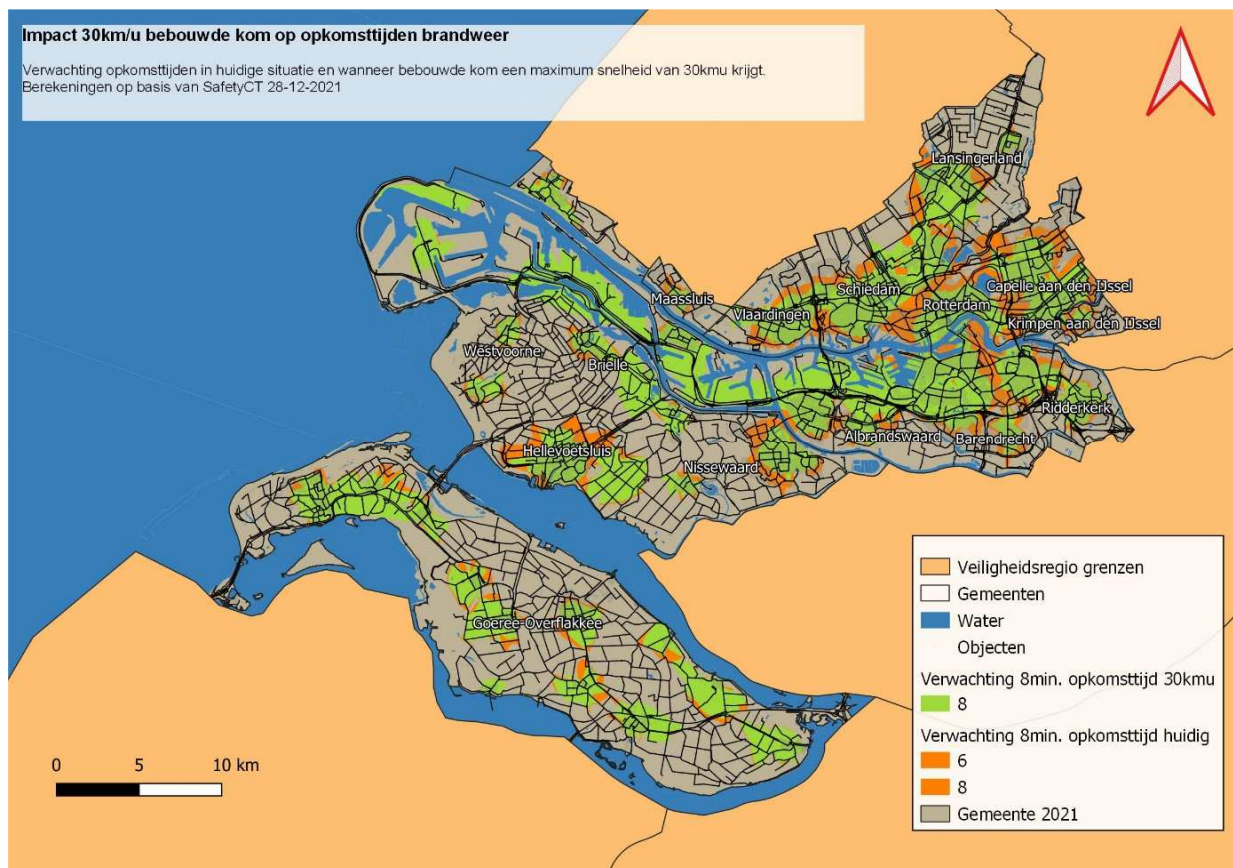 Impact 30km/u bebouwde kom op opkomsttijden brandweer
Verwachting opkomsttijden in huidige situatie en wanneer bebouwde kom een maximum snelheid van 30kmu krijgt.
Berekeningen op basis van SafetyCT 28-12-2021
Lansingerland
Maassluis
Schiedam
Capelle aan den IJssel
Vlaardingen
Rotterdam
Krimpen aan den IJssel
Westvoorne
Brielle
Ridderkerk
Albrandswaard
Barendrecht
Hellevoetsluis
Nissewaard
Goeree-Overflakkee
Veiligheidsregio grenzen
Gemeenten
Water
Objecten
Verwachting 8min. opkomsttijd 30kmu
8
Verwachting 8min. opkomsttijd huidig
6
8
Gemeente 2021
0 5 10 km